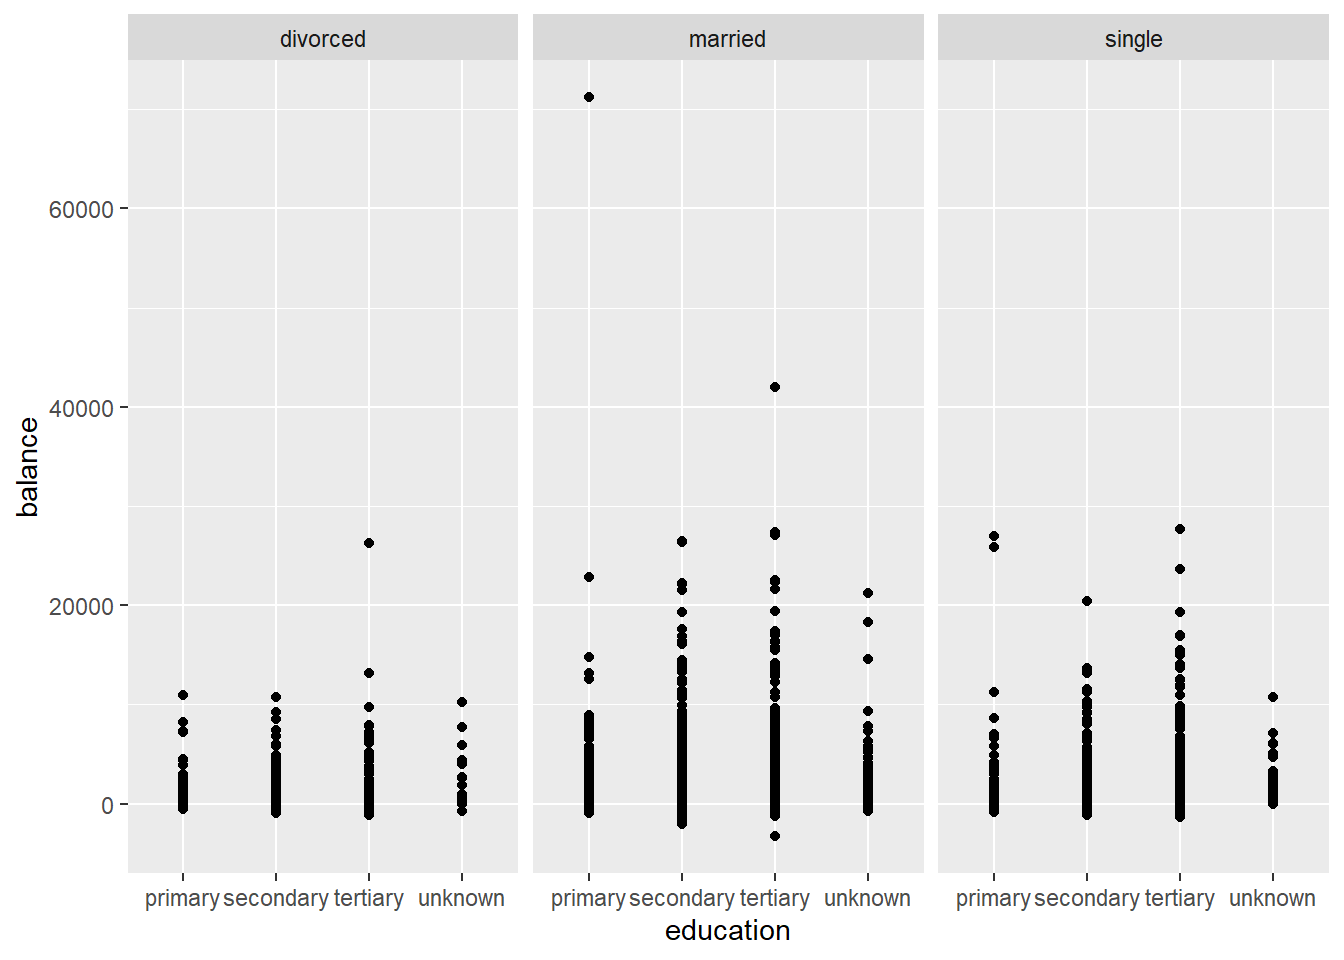 divorced married single
60000
40000
20000
0
balance
primary secondary tertiary unknown primary secondary tertiary unknown primary secondary tertiary unknown
education